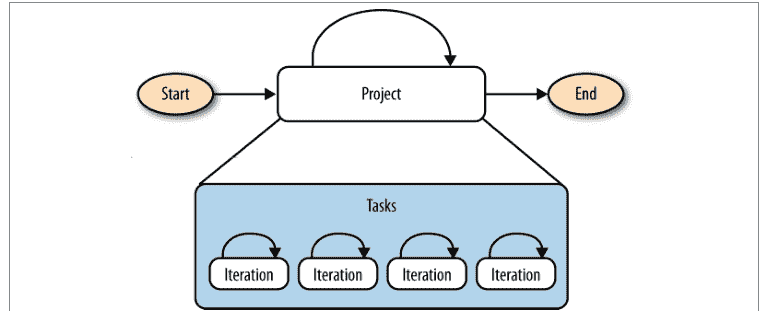 Start
Project
End
Tasks
Iteration
Iteration
Iteration
Iteration